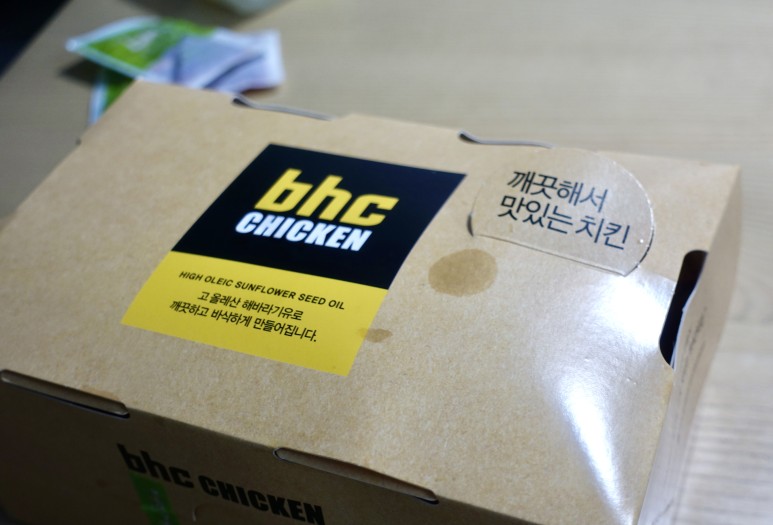 bhc
CHICKEN
HIGH OLEIC SUNFLOWER SEED OIL
고 올레산 해바라기유로
깨끗하고 바삭하게 만들어집니다.
깨끗해서
맛있는 치킨
bhc CHICKEN